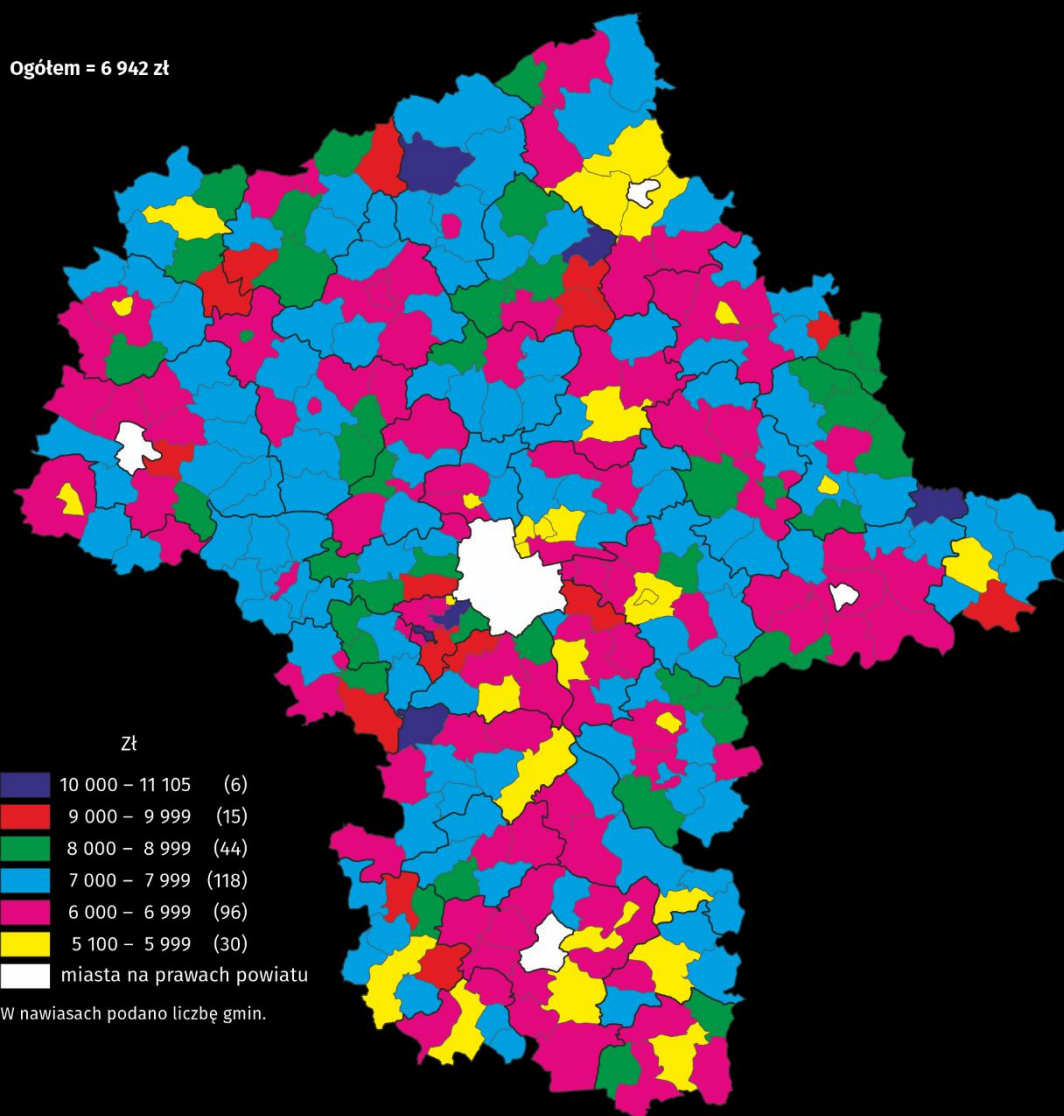 Ogółem = 6 942 zł
Zł
10 000 – 11 105 (6)
9 000 – 9 999 (15)
8 000 – 8 999 (44)
7 000 – 7 999 (118)
6 000 – 6 999 (96)
5 100 – 5 999 (30)
miasta na prawach powiatu
W nawiasach podano liczbę gmin.